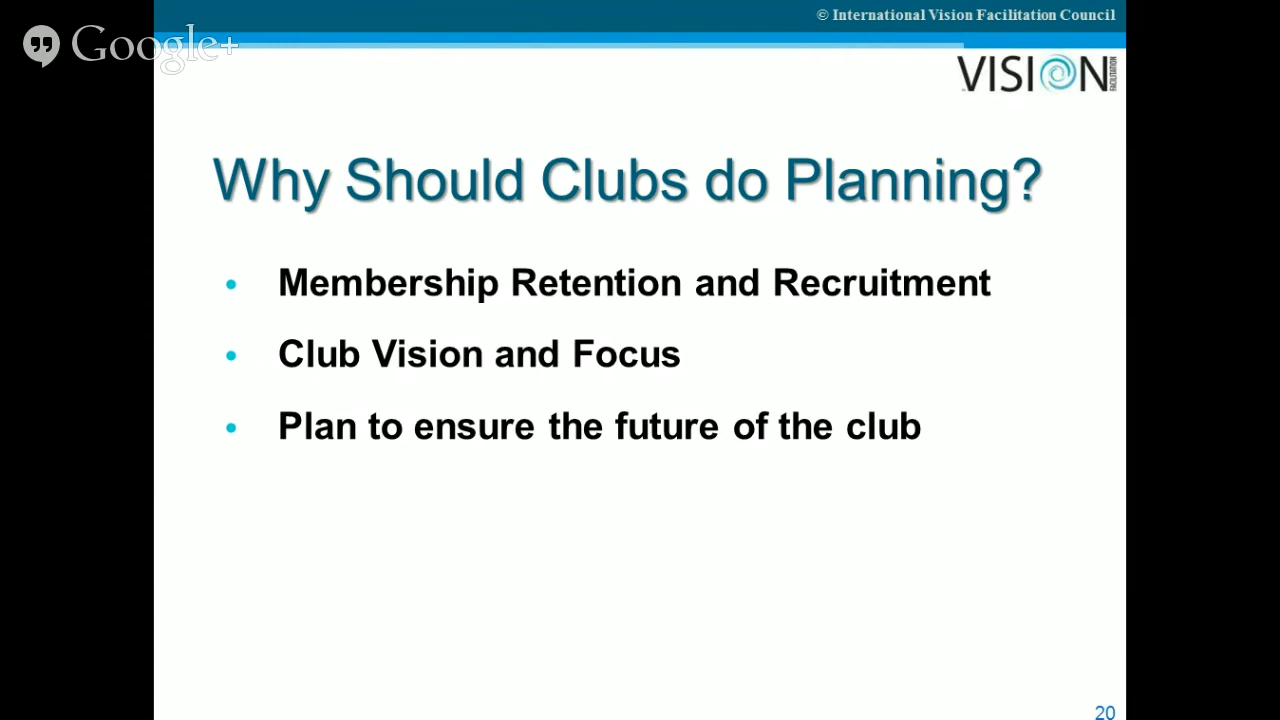 © International Vision Facilitation Council
Google+
VISION
FACILITATION
Why Should Clubs do Planning?
• Membership Retention and Recruitment
• Club Vision and Focus
• Plan to ensure the future of the club
20